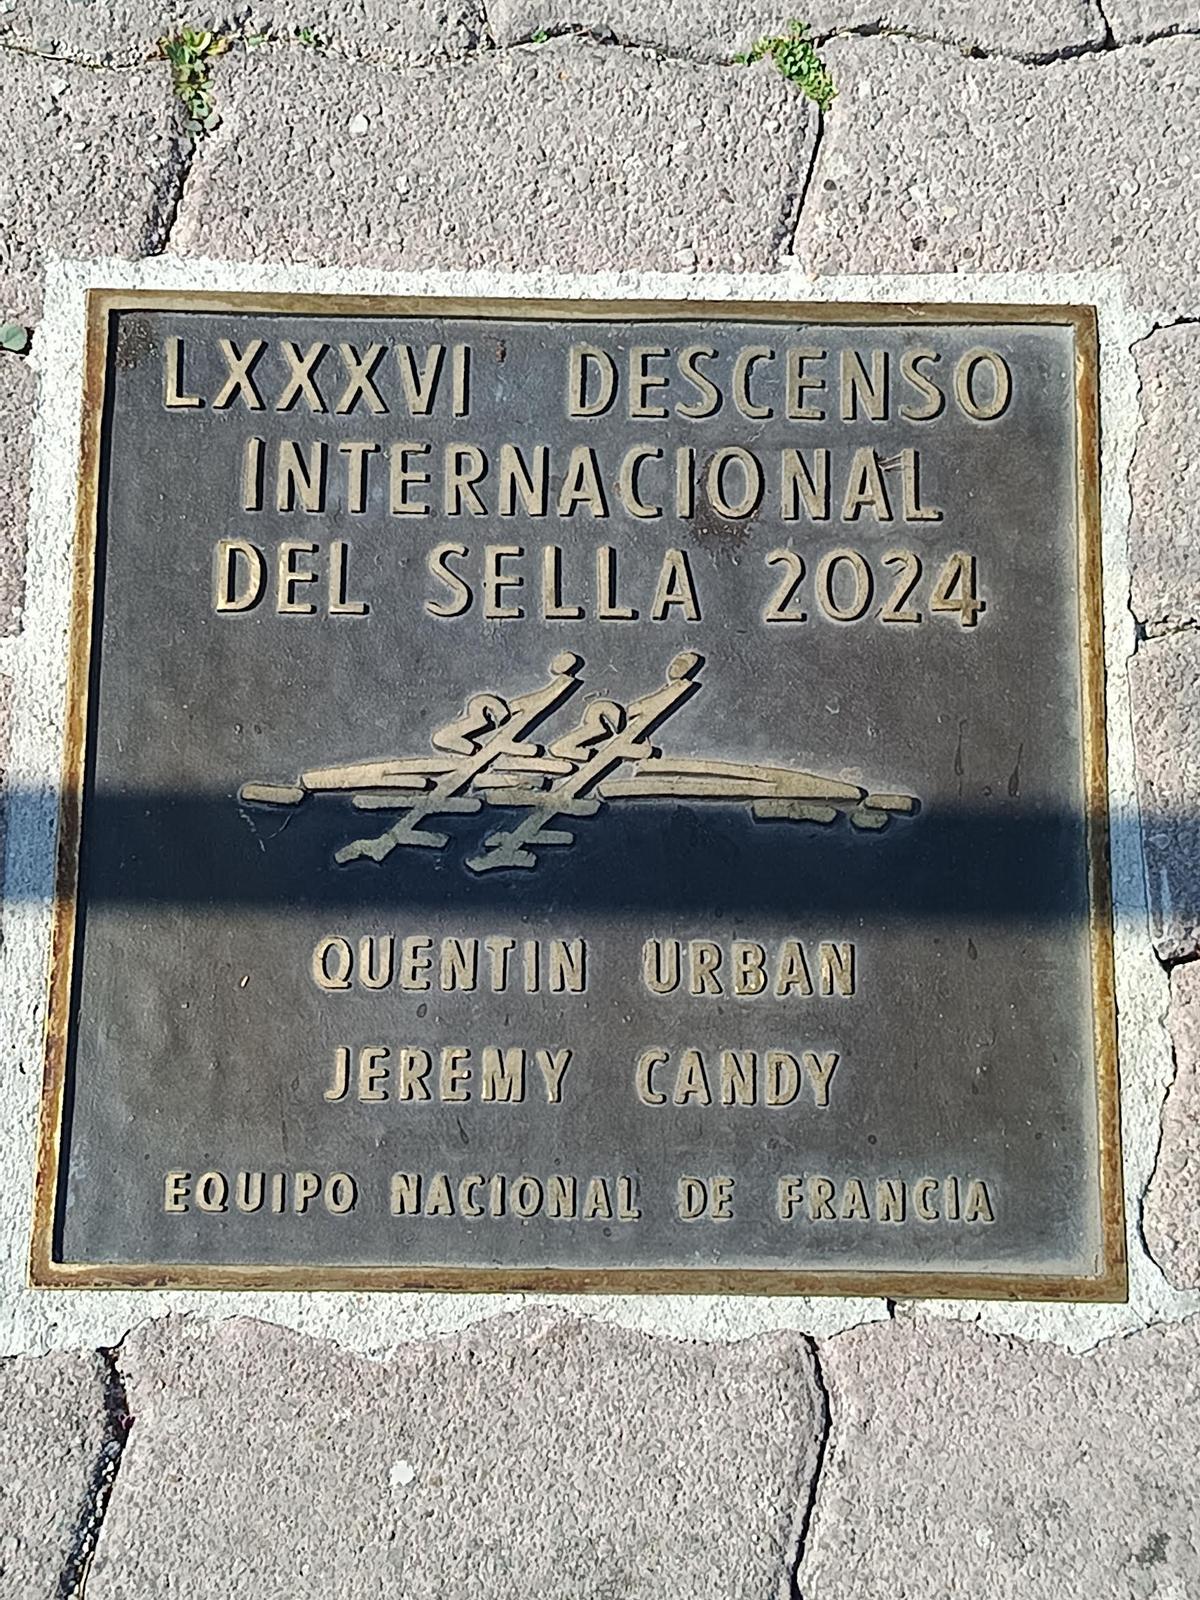 LXXXVI DESCENSO
INTERNACIONAL
DEL SELLA 2024
QUENTIN URBAN
JEREMY CANDY
EQUIPO NACIONAL DE FRANCIA